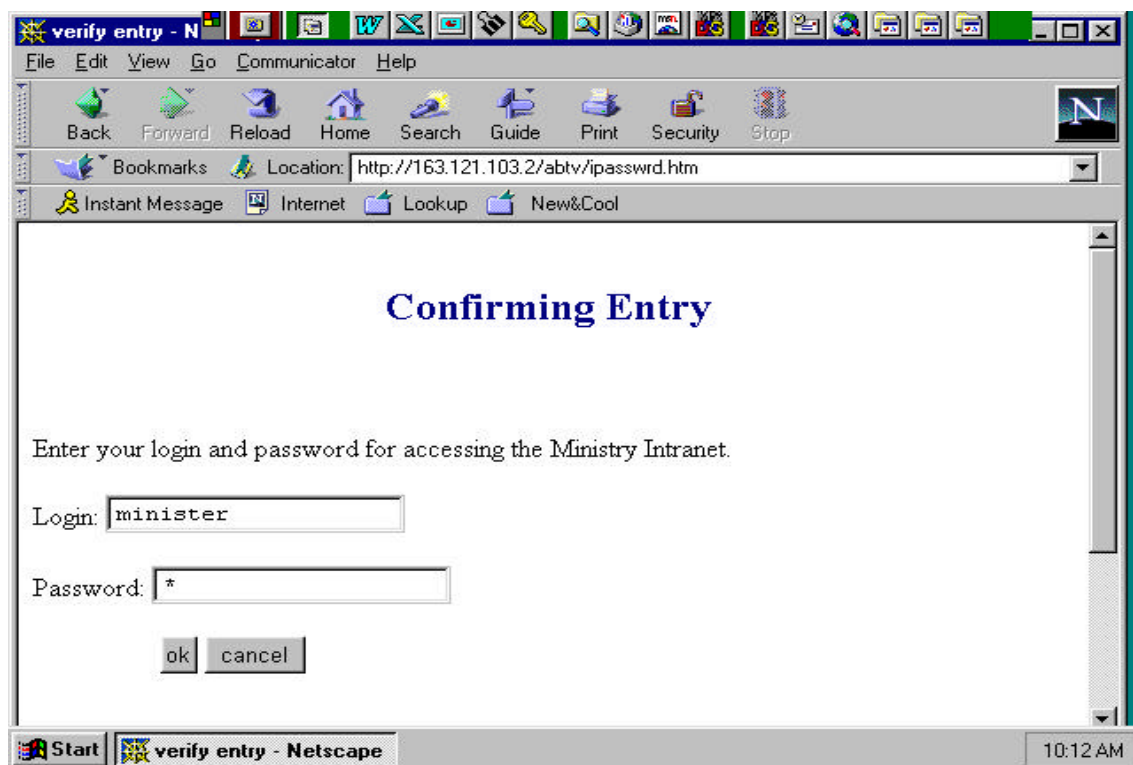 verify entry - N
File Edit View Go Communicator Help
Back Forward Reload Home Search Guide Print Security Stop
N
Bookmarks Location: http://163.121.103.2/abtv/ipasswrd.htm
Instant Message Internet Lookup New&Cool
Confirming Entry
Enter your login and password for accessing the Ministry Intranet.
Login: minister
Password: *
ok cancel
Start verify entry - Netscape 10:12 AM